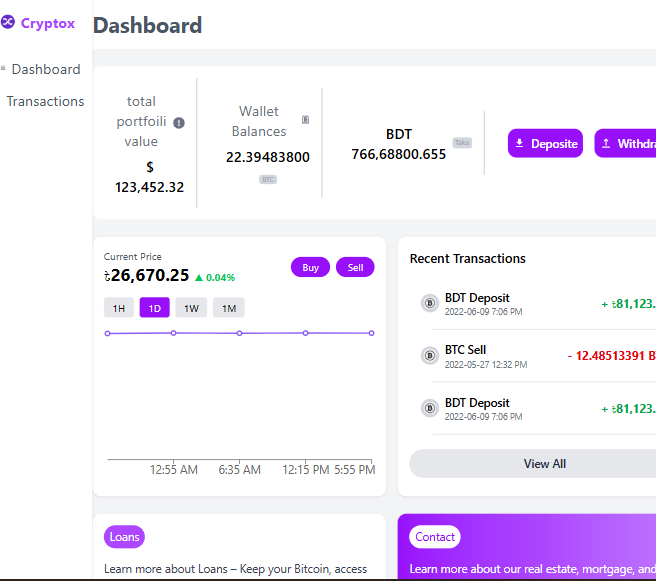 Cryptox
Dashboard
Dashboard
Transactions
total
portfoili
value
$
123,452.32
Wallet
Balances
22.39483800
BTC
BDT
766,68800.655
Taka
Deposite
Withdra
Current Price
৳26,670.25
▲ 0.04%
Buy
Sell
1H
1D
1W
1M
12:55 AM
6:35 AM
12:15 PM
5:55 PM
Recent Transactions
BDT Deposit
2022-06-09 7:06 PM
+ ৳81,123.
BTC Sell
2022-05-27 12:32 PM
- 12.48513391 B
BDT Deposit
2022-06-09 7:06 PM
+ ৳81,123.
View All
Loans
Learn more about Loans – Keep your Bitcoin, access
Contact
Learn more about our real estate, mortgage, and